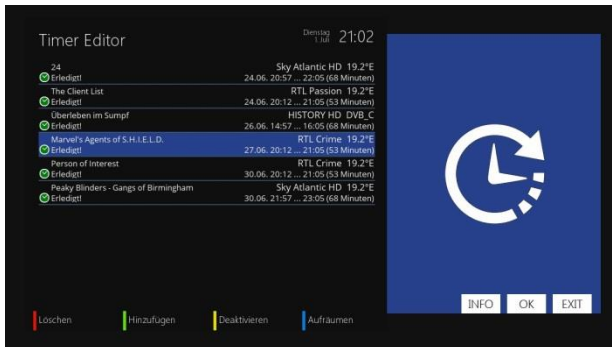 Timer Editor
Dienstag
1.Juli
21:02
24 Sky Atlantic HD 19.2°E
Erledigt! 24.06. 20:57 ... 22:05 (68 Minuten)
The Client List RTL Passion 19.2°E
Erledigt! 24.06. 20:12 ... 21:05 (53 Minuten)
Überleben im Sumpf HISTORY HD DVB_C
Erledigt! 26.06. 14:57 ... 16:05 (68 Minuten)
Marvel's Agents of S.H.I.E.L.D. RTL Crime 19.2°E
Erledigt! 27.06. 20:12 ... 21:05 (53 Minuten)
Person of Interest RTL Crime 19.2°E
Erledigt! 30.06. 20:12 ... 21:05 (53 Minuten)
Peaky Blinders - Gangs of Birmingham Sky Atlantic HD 19.2°E
Erledigt! 30.06. 21:57 ... 23:05 (68 Minuten)
INFO OK EXIT
Löschen Hinzufügen Deaktivieren Aufräumen